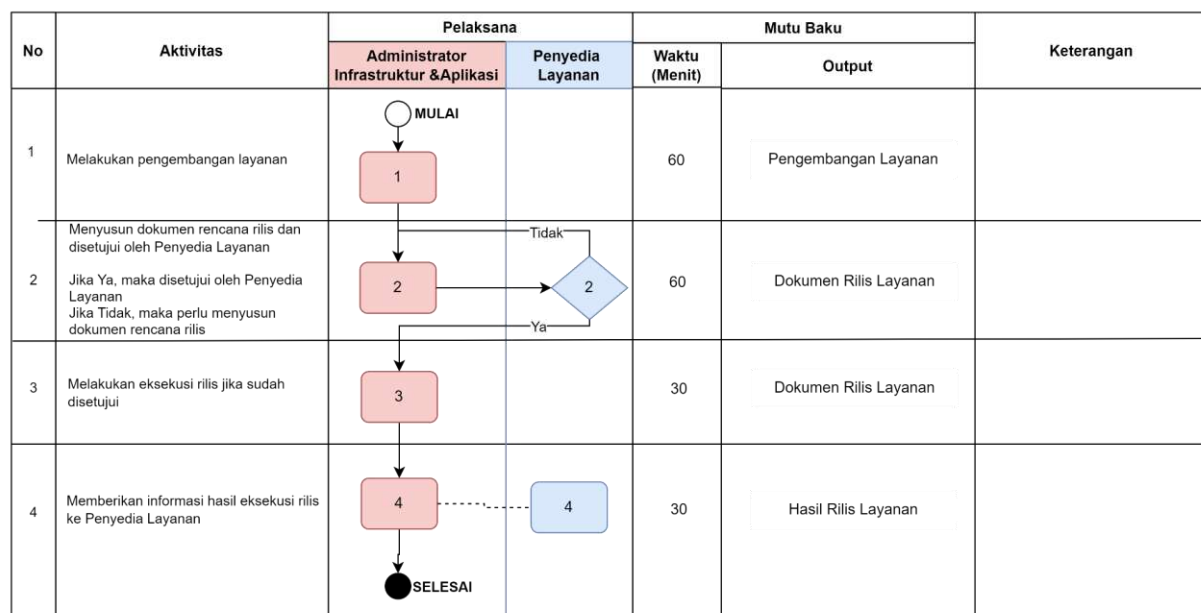 No
Aktivitas
Pelaksana
Mutu Baku
Keterangan
Administrator
Infrastruktur &Aplikasi
Penyedia
Layanan
Waktu
(Menit)
Output
MULAI
1
Melakukan pengembangan layanan
1
60
Pengembangan Layanan
Menyusun dokumen rencana rilis dan
disetujui oleh Penyedia Layanan
Tidak
2
Jika Ya, maka disetujui oleh Penyedia
Layanan
Jika Tidak, maka perlu menyusun
dokumen rencana rilis
2
2
60
Dokumen Rilis Layanan
Ya
3
Melakukan eksekusi rilis jika sudah
disetujui
3
30
Dokumen Rilis Layanan
4
Memberikan informasi hasil eksekusi rilis
ke Penyedia Layanan
4
4
30
Hasil Rilis Layanan
SELESAI